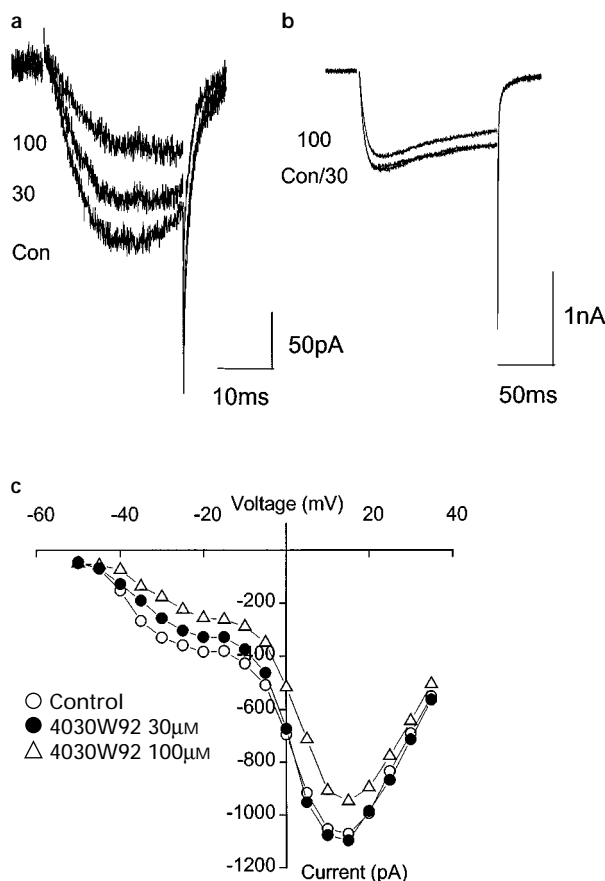 a
100
30
Con
50pA
10ms
b
100
Con/30
1nA
50ms
c
Voltage (mV)
-60 -40 -20 20 40
-200
-400
-600
-800
-1000
-1200
Current (pA)
Control
4030W92 30μM
4030W92 100μM